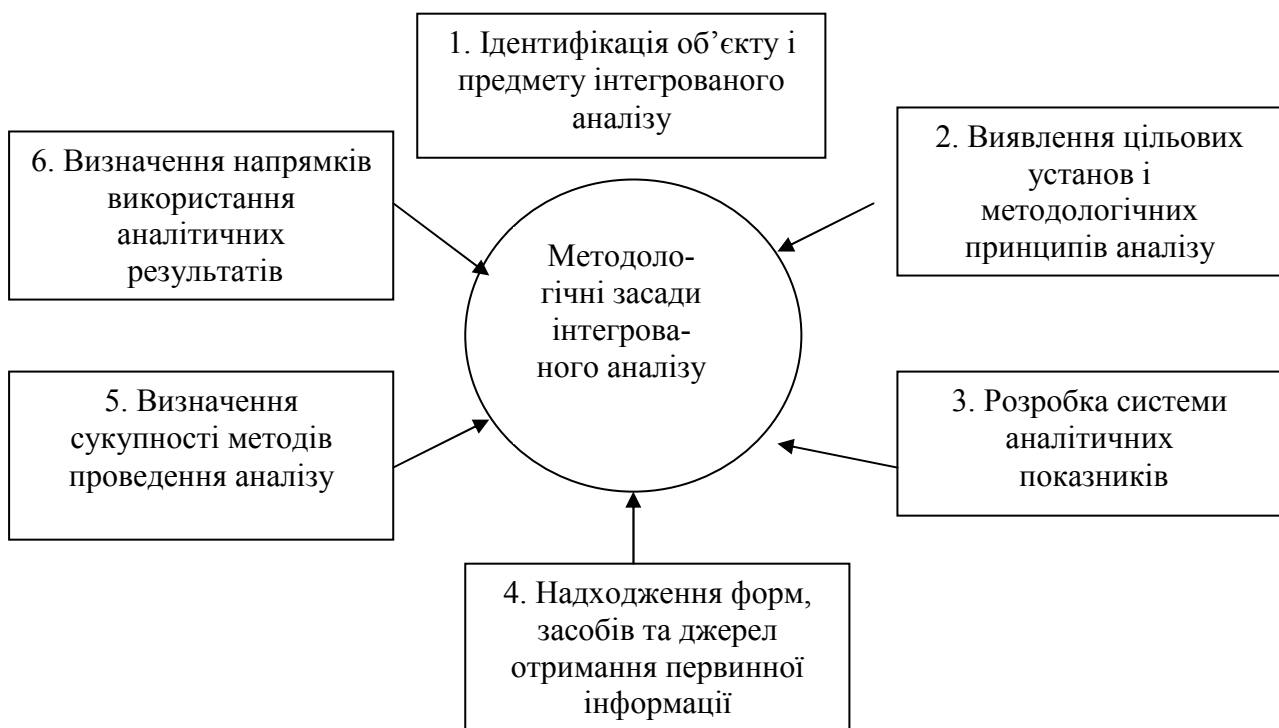 1. Ідентифікація об’єкту і
предмету інтегрованого
аналізу
2. Виявлення цільових
установ і
методологічних
принципів аналізу
3. Розробка системи
аналітичних
показників
4. Надходження форм,
засобів та джерел
отримання первинної
інформації
5. Визначення
сукупності методів
проведення аналізу
6. Визначення напрямків
використання
аналітичних
результатів
Методоло-
гічні засади
інтегрова-
ного аналізу